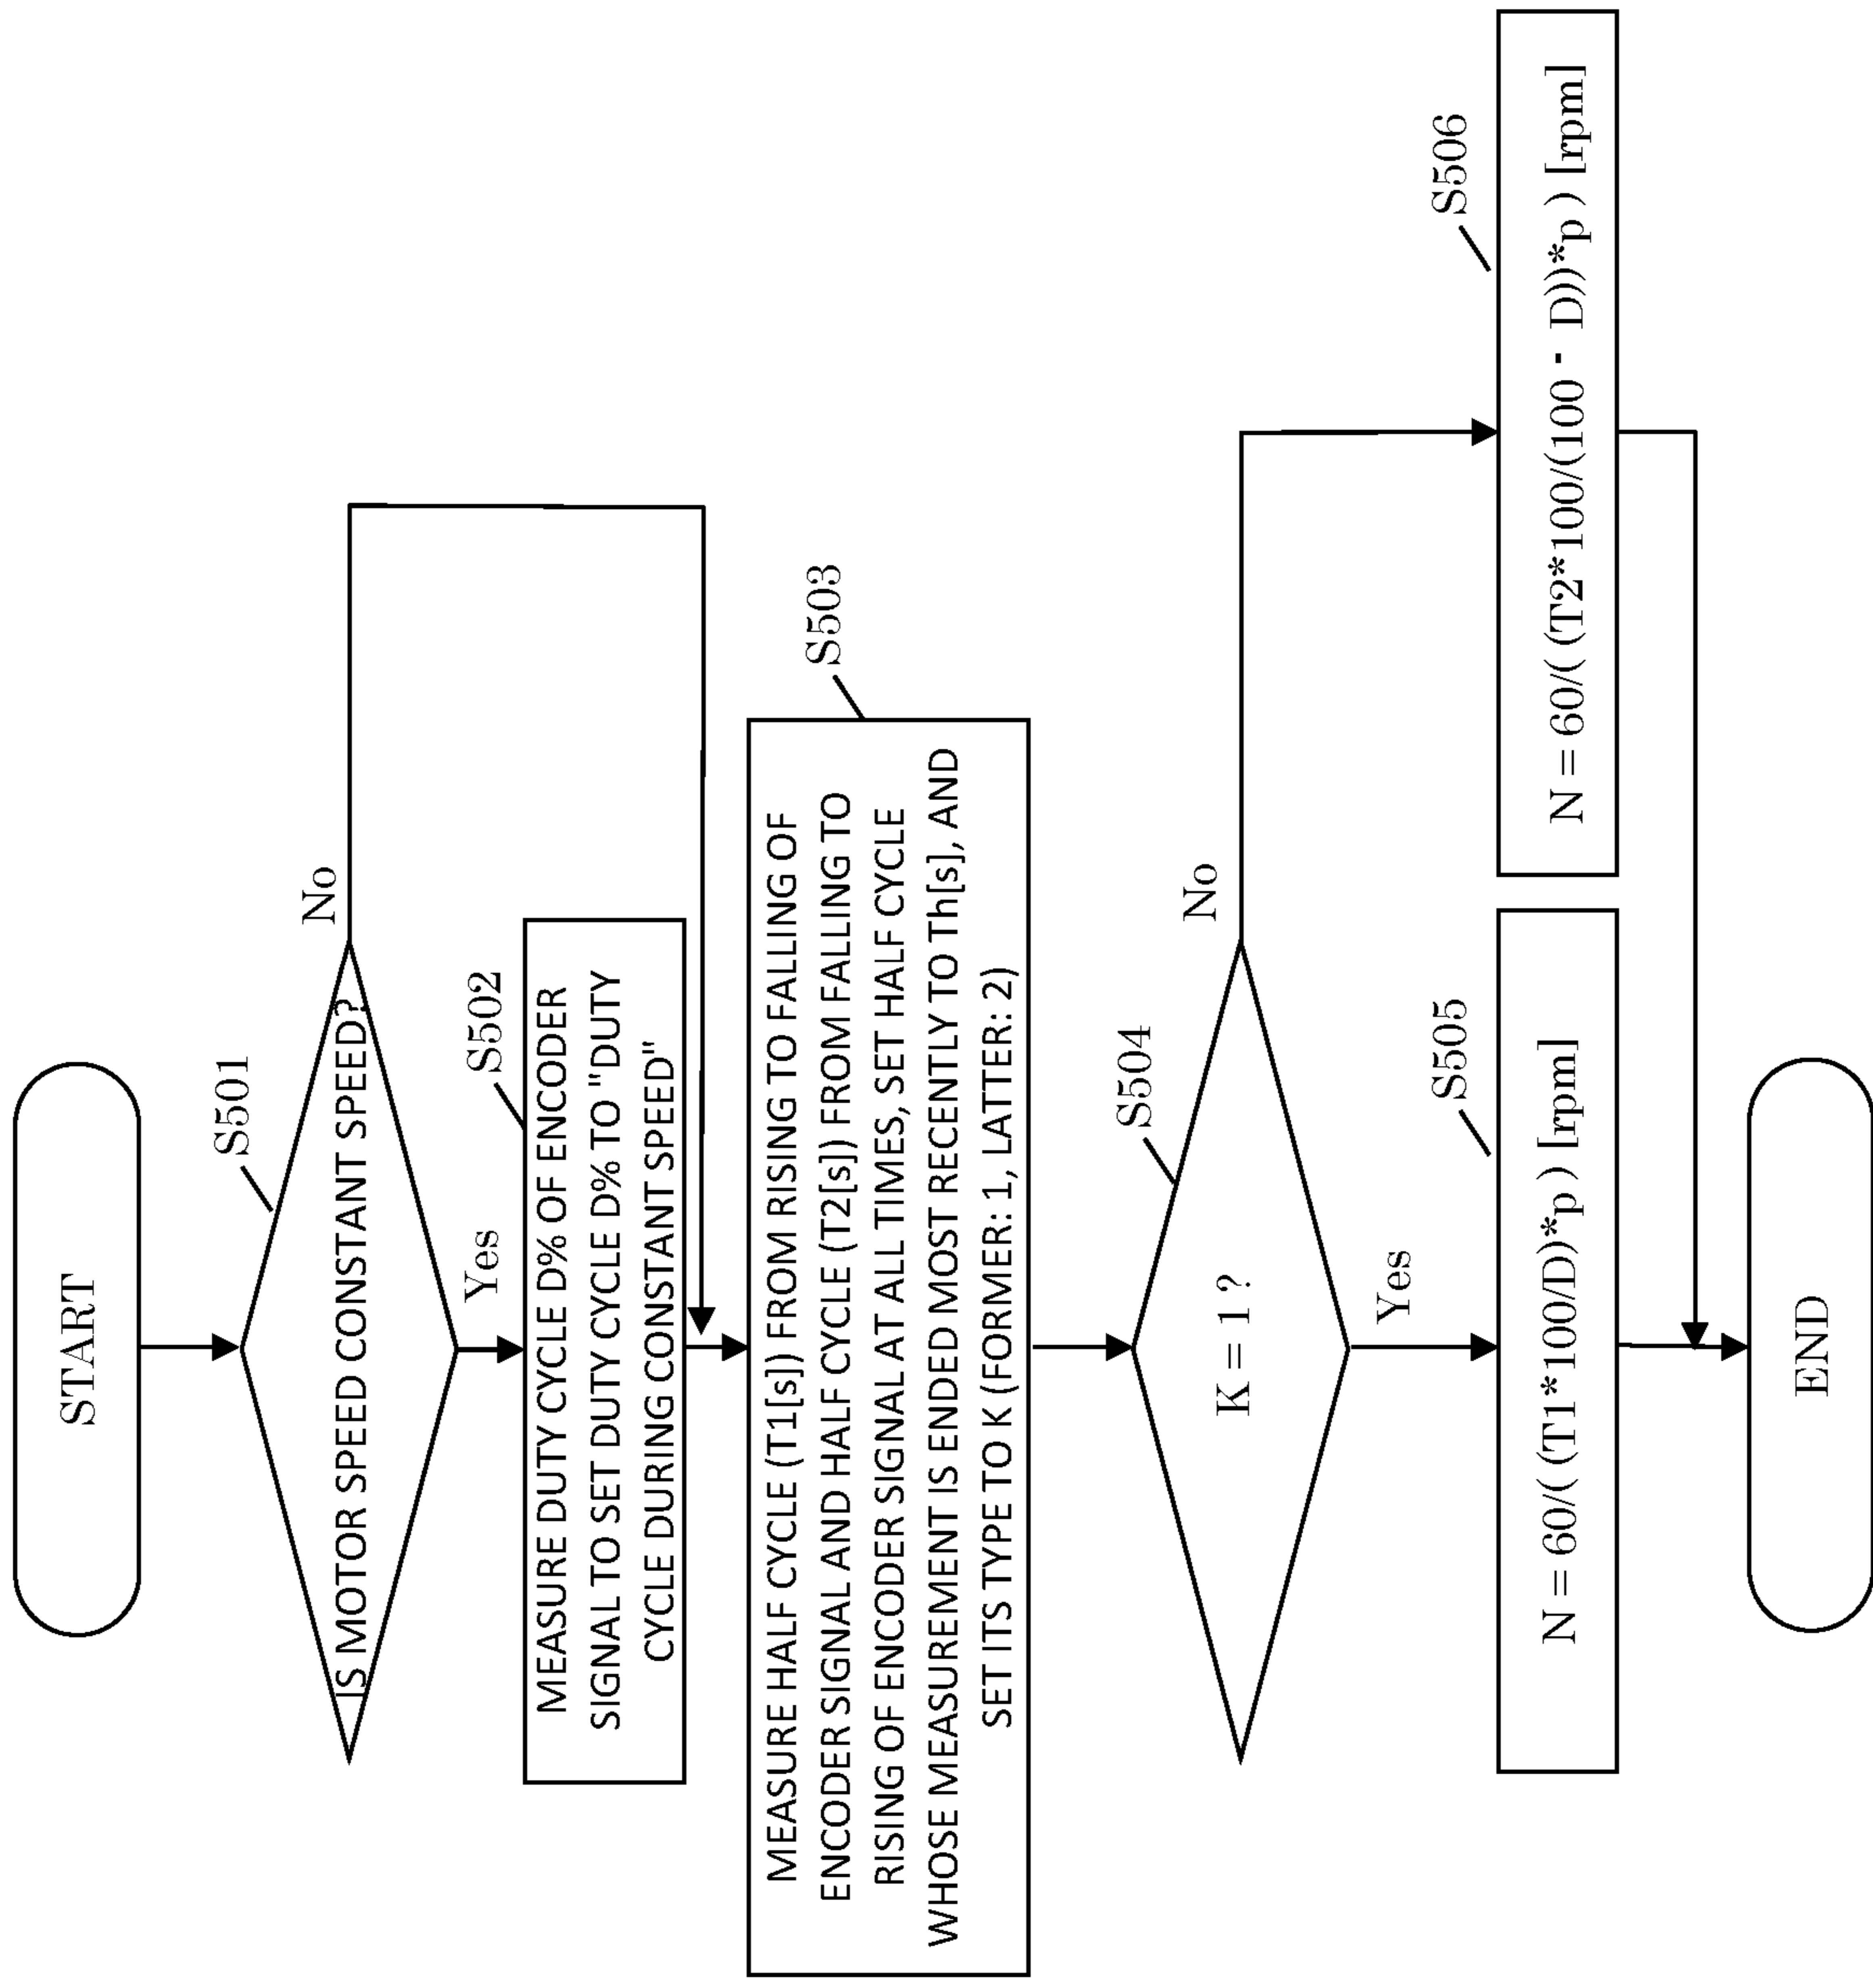 START
S501
IS MOTOR SPEED CONSTANT SPEED?
No
Yes
S502
MEASURE DUTY CYCLE D% OF ENCODER
SIGNAL TO SET DUTY CYCLE D% TO "DUTY
CYCLE DURING CONSTANT SPEED"
S503
MEASURE HALF CYCLE (T1[s]) FROM RISING TO FALLING OF
ENCODER SIGNAL AND HALF CYCLE (T2[s]) FROM FALLING TO
RISING OF ENCODER SIGNAL AT ALL TIMES, SET HALF CYCLE
WHOSE MEASUREMENT IS ENDED MOST RECENTLY TO Th[s], AND
SET ITS TYPE TO K (FORMER: 1, LATTER: 2)
S504
K = 1?
No
Yes
S505
N = 60/( (T1*100/D)*p ) [rpm]
S506
N = 60/( (T2*100/(100 - D))*p ) [rpm]
END